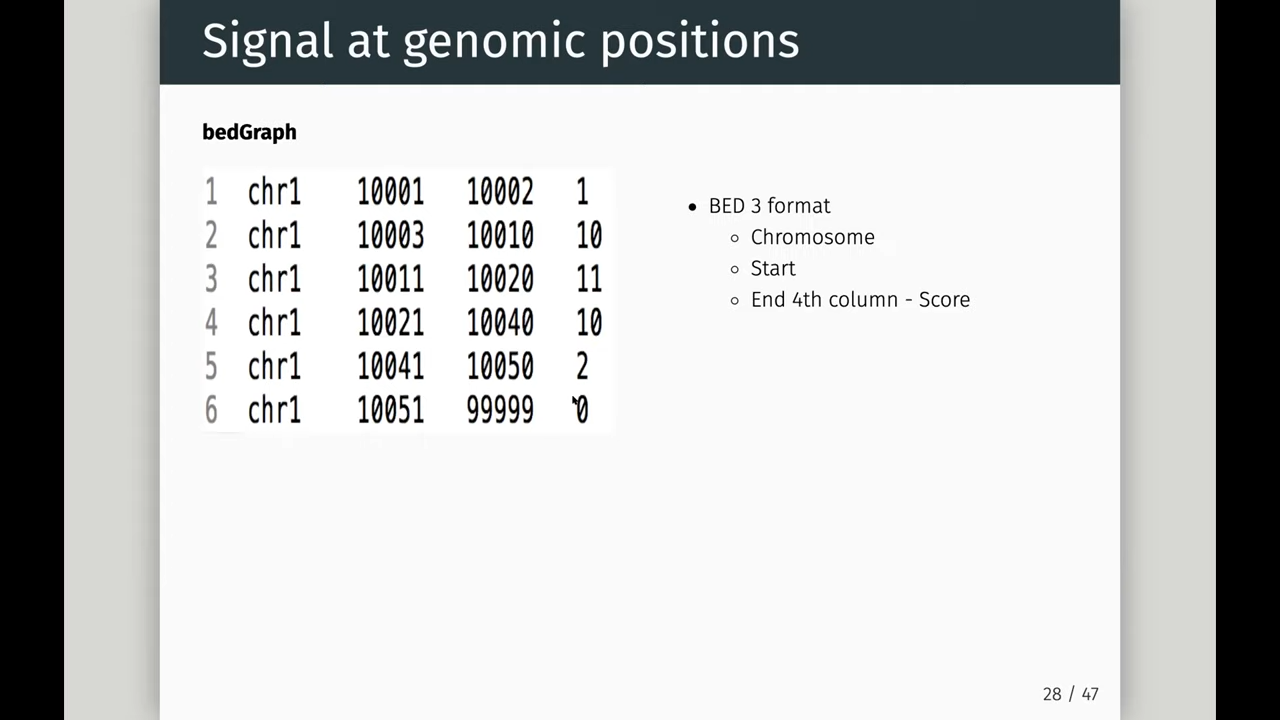 Signal at genomic positions
bedGraph
1 chr1 10001 10002 1
2 chr1 10003 10010 10
3 chr1 10011 10020 11
4 chr1 10021 10040 10
5 chr1 10041 10050 2
6 chr1 10051 99999 0
• BED 3 format
◦ Chromosome
◦ Start
◦ End 4th column - Score
28 / 47